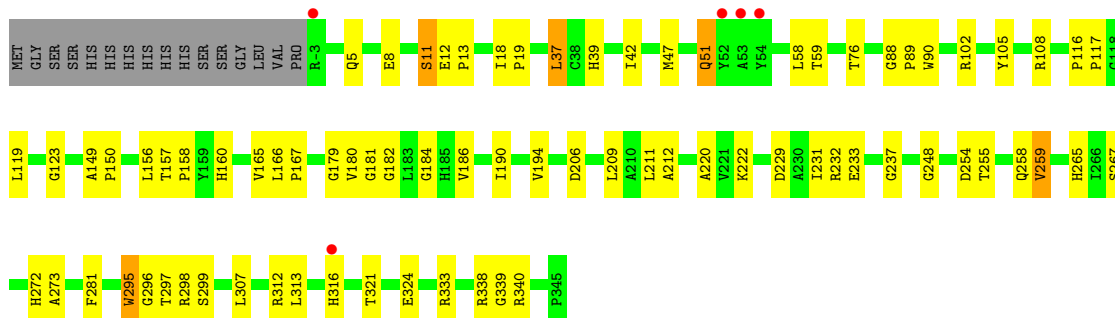 MET GLY SER SER HIS HIS HIS HIS HIS HIS SER SER GLY LEU VAL PRO R-3 Q5 E8 S11 E12 P13 I18 P19 L37 C38 H39 I42 M47 Q51 Y52 A53 Y54 L58 T59 T76 G88 P89 W90 R102 Y105 R108 P116 P117 G118
L119 G123 A149 P150 L156 T157 P158 Y159 H160 V165 L166 P167 G179 V180 G181 G182 L183 G184 H185 V186 I190 V194 D206 L209 A210 L211 A212 A220 V221 K222 D229 A230 I231 R232 E233 G237 G248 D254 T255 Q258 V259 H265 I266 S267
H272 A273 F281 W295 G296 T297 R298 S299 L307 R312 L313 H316 T321 E324 R333 R338 G339 R340 P345